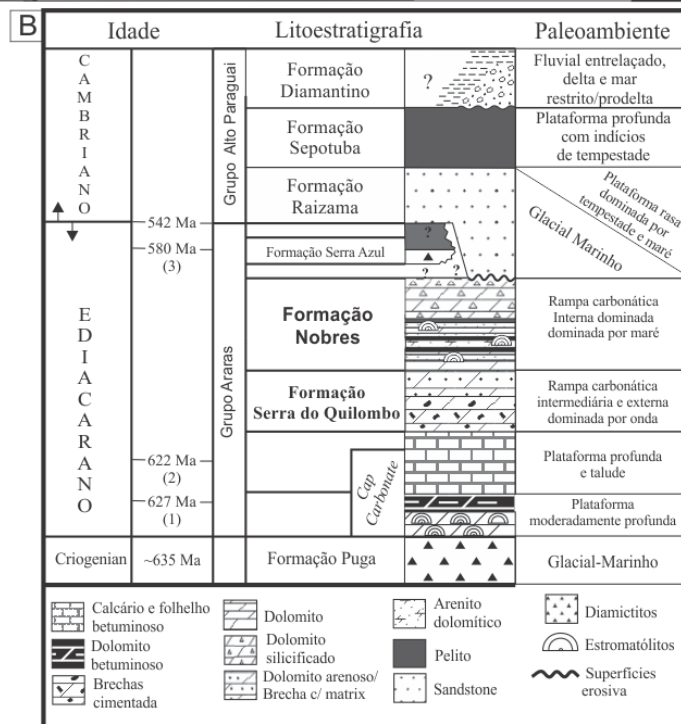 B
Idade
Litoestratigrafia
Paleoambiente
CAMBRIANO
Grupo Alto Paraguai
Formação
Diamantino
?
Fluvial entrelaçado,
delta e mar
restrito/prodelta
Formação
Sepotuba
Plataforma profunda
com indícios
de tempestade
Formação
Raizama
Plataforma rasa
dominada por
tempestade e maré
Glacial Marinho
542 Ma
580 Ma
(3)
Formação Serra Azul
?
? ?
EDIACARANO
Grupo Araras
Formação
Nobres
Rampa carbonática
Interna dominada
dominada por maré
Formação
Serra do Quilombo
Rampa carbonática
intermediária e externa
dominada por onda
622 Ma
(2)
627 Ma
(1)
Cap
Carbonate
Plataforma profunda
e talude
Plataforma
moderadamente profunda
Criogenian
~635 Ma
Formação Puga
Glacial-Marinho
Calcário e folhelho
betuminoso
Dolomito
betuminoso
Brechas
cimentada
Dolomito
Dolomito
silicificado
Dolomito arenoso/
Brecha c/ matrix
Arenito
dolomítico
Pelito
Sandstone
Diamictitos
Estromatólitos
Superfícies
erosiva